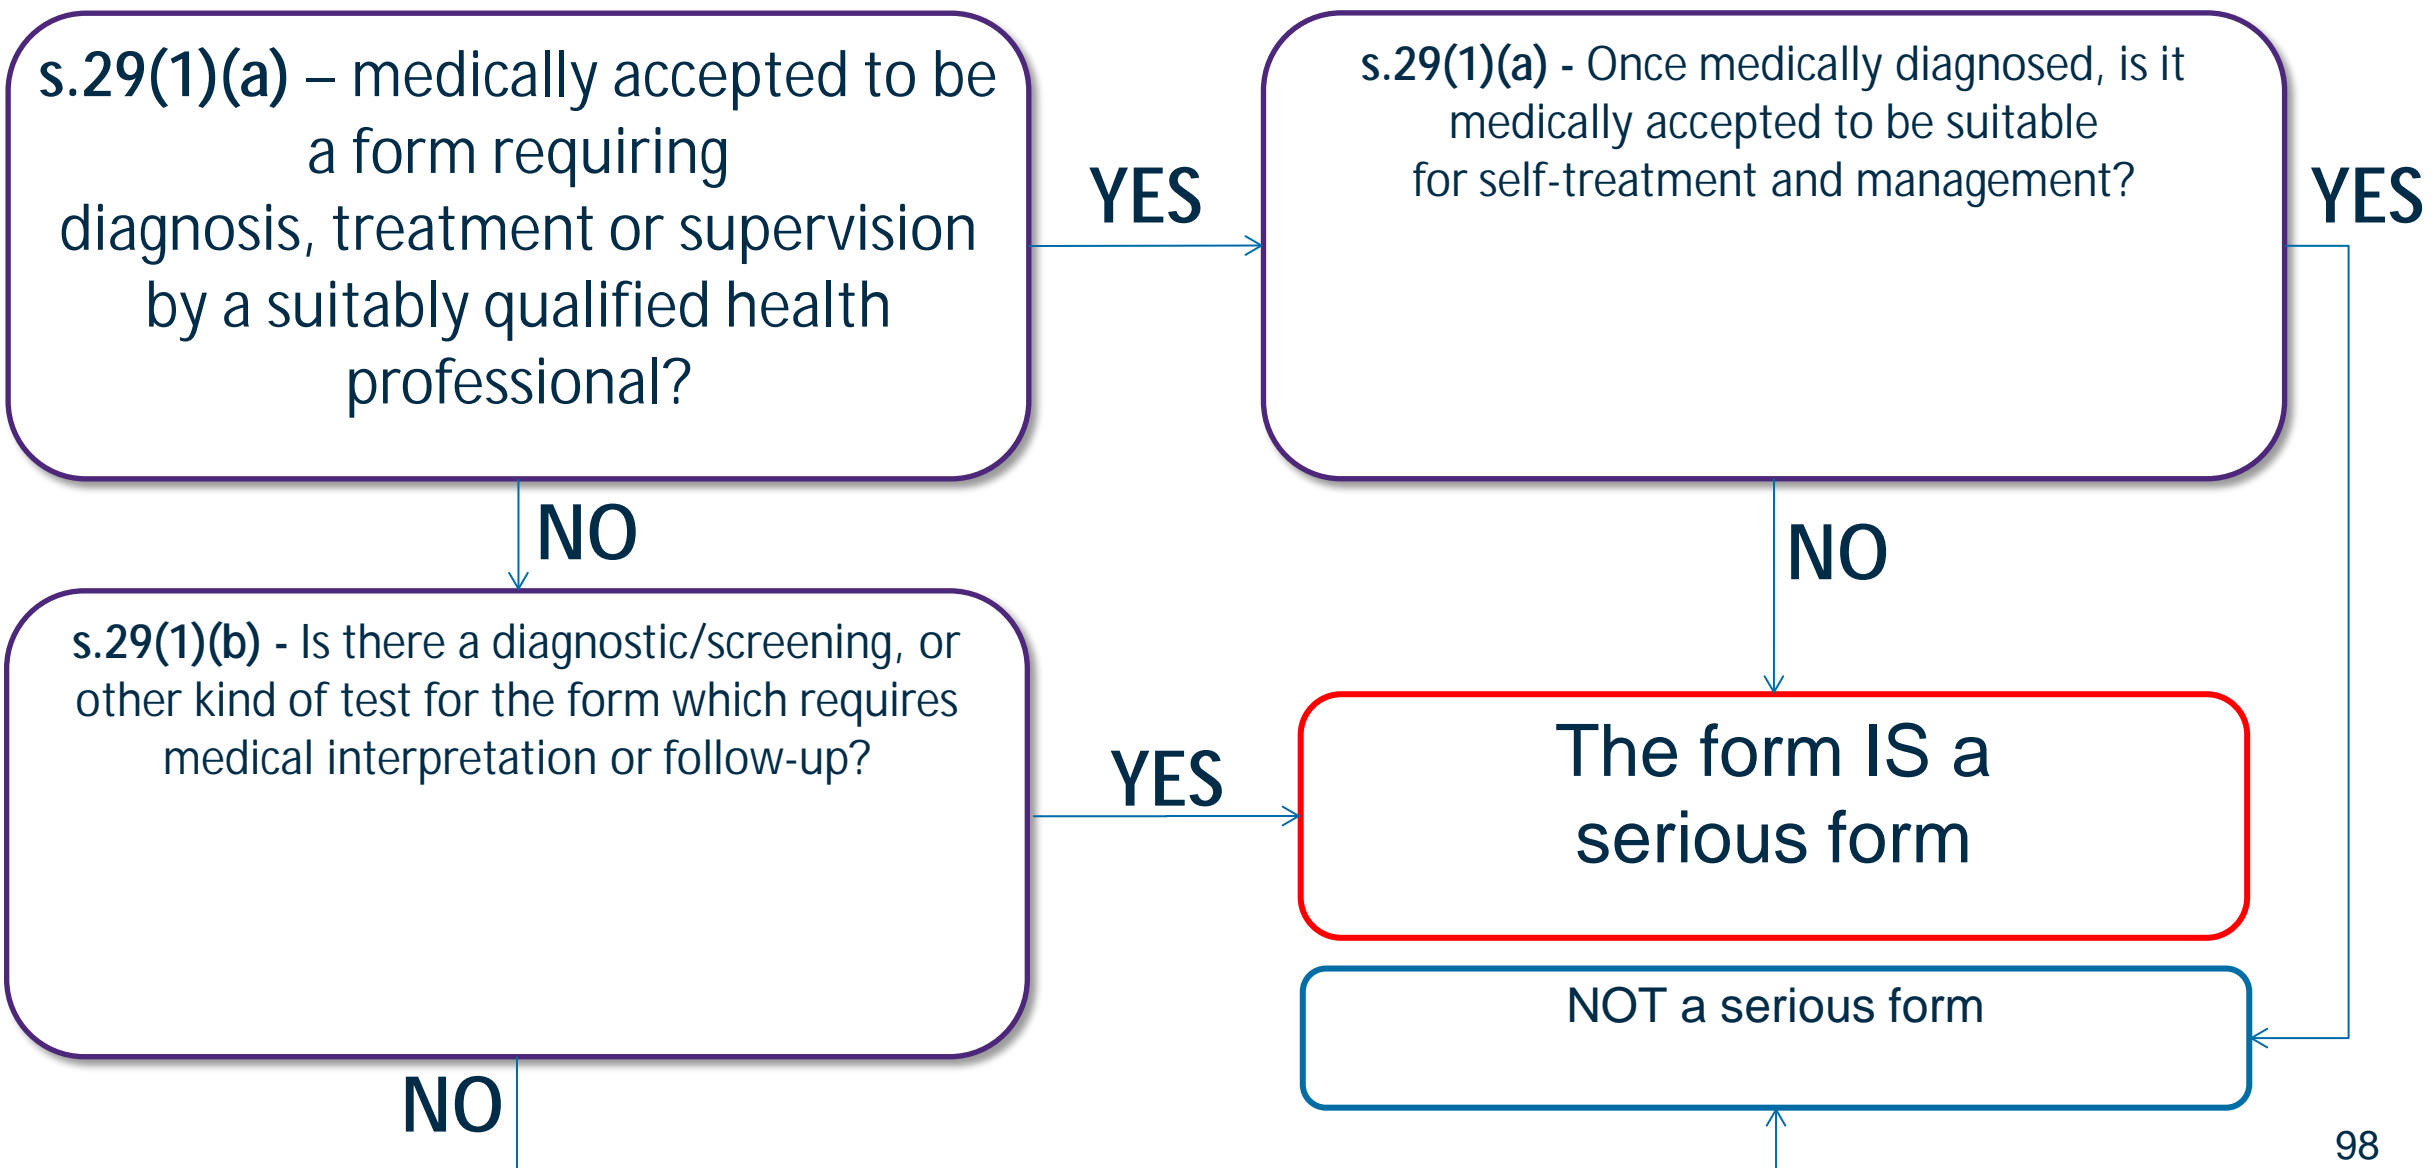 s.29(1)(a) – medically accepted to be
a form requiring
diagnosis, treatment or supervision
by a suitably qualified health
professional?
YES
s.29(1)(a) - Once medically diagnosed, is it
medically accepted to be suitable
for self-treatment and management?
YES
NO
NO
s.29(1)(b) - Is there a diagnostic/screening, or
other kind of test for the form which requires
medical interpretation or follow-up?
YES
The form IS a
serious form
NOT a serious form
NO
98